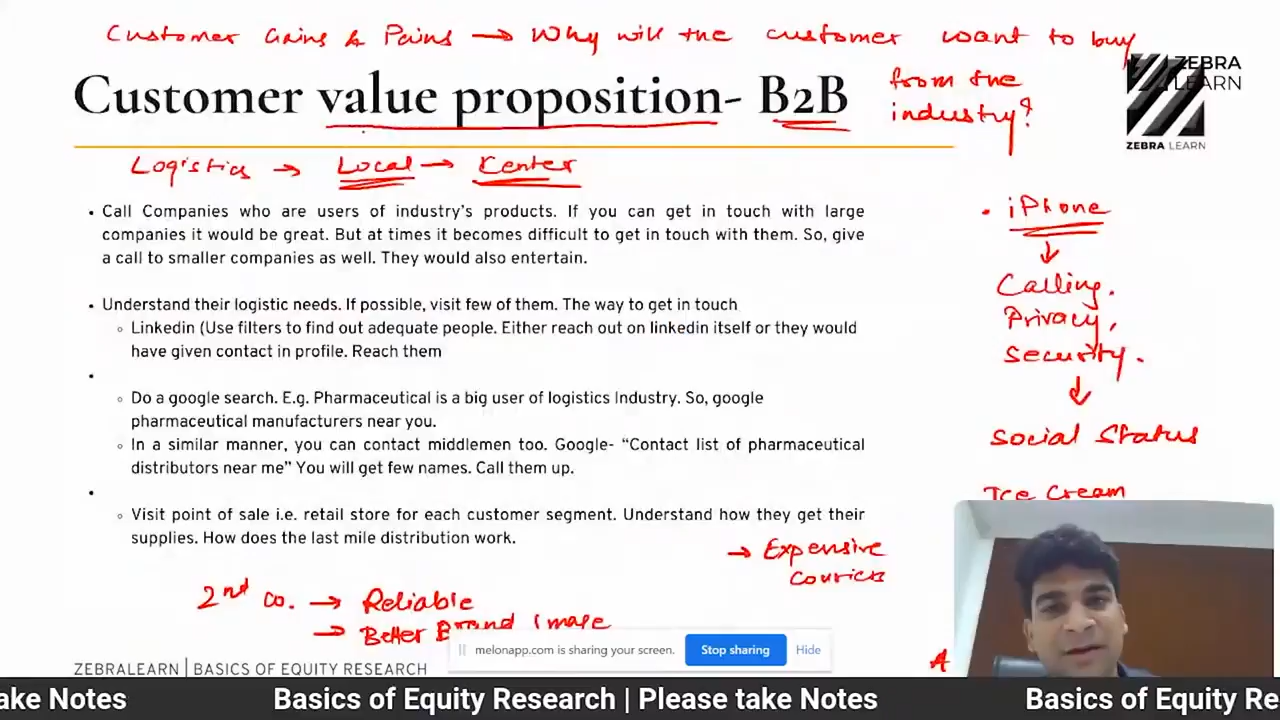 Customer Gains & Pains → Why will the customer want to buy
from the
industry?
ZEBRA
LEARN
ZEBRA LEARN
Customer value proposition- B2B
Logistics → Local → Center
• Call Companies who are users of industry's products. If you can get in touch with large
companies it would be great. But at times it becomes difficult to get in touch with them. So, give
a call to smaller companies as well. They would also entertain.
• Understand their logistic needs. If possible, visit few of them. The way to get in touch
Linkedin (Use filters to find out adequate people. Either reach out on linkedin itself or they would
have given contact in profile. Reach them
Do a google search. E.g. Pharmaceutical is a big user of logistics Industry. So, google
pharmaceutical manufacturers near you.
In a similar manner, you can contact middlemen too. Google- “Contact list of pharmaceutical
distributors near me” You will get few names. Call them up.
Visit point of sale i.e. retail store for each customer segment. Understand how they get their
supplies. How does the last mile distribution work.
• iPhone
↓
Calling,
Privacy,
Security.
↓
Social Status
Ice Cream
→ Expensive
2nd co. → Reliable
→ Better Brand Image
melonapp.com is sharing your screen. Stop sharing Hide
ZEBRALEARN | BASICS OF EQUITY RESEARCH
ake Notes Basics of Equity Research | Please take Notes Basics of Equity Re